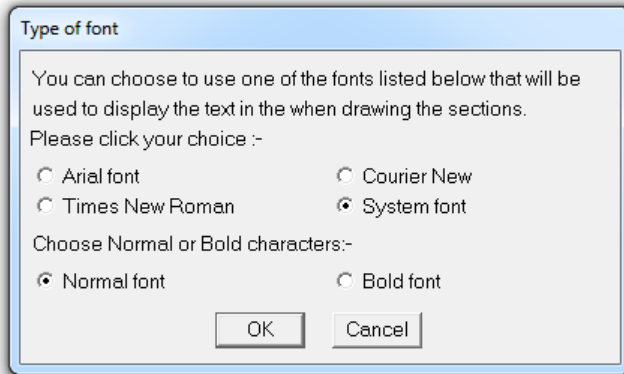 Type of font
You can choose to use one of the fonts listed below that will be
used to display the text in the when drawing the sections.
Please click your choice :-
Arial font
Courier New
Times New Roman
System font
Choose Normal or Bold characters:-
Normal font
Bold font
OK
Cancel